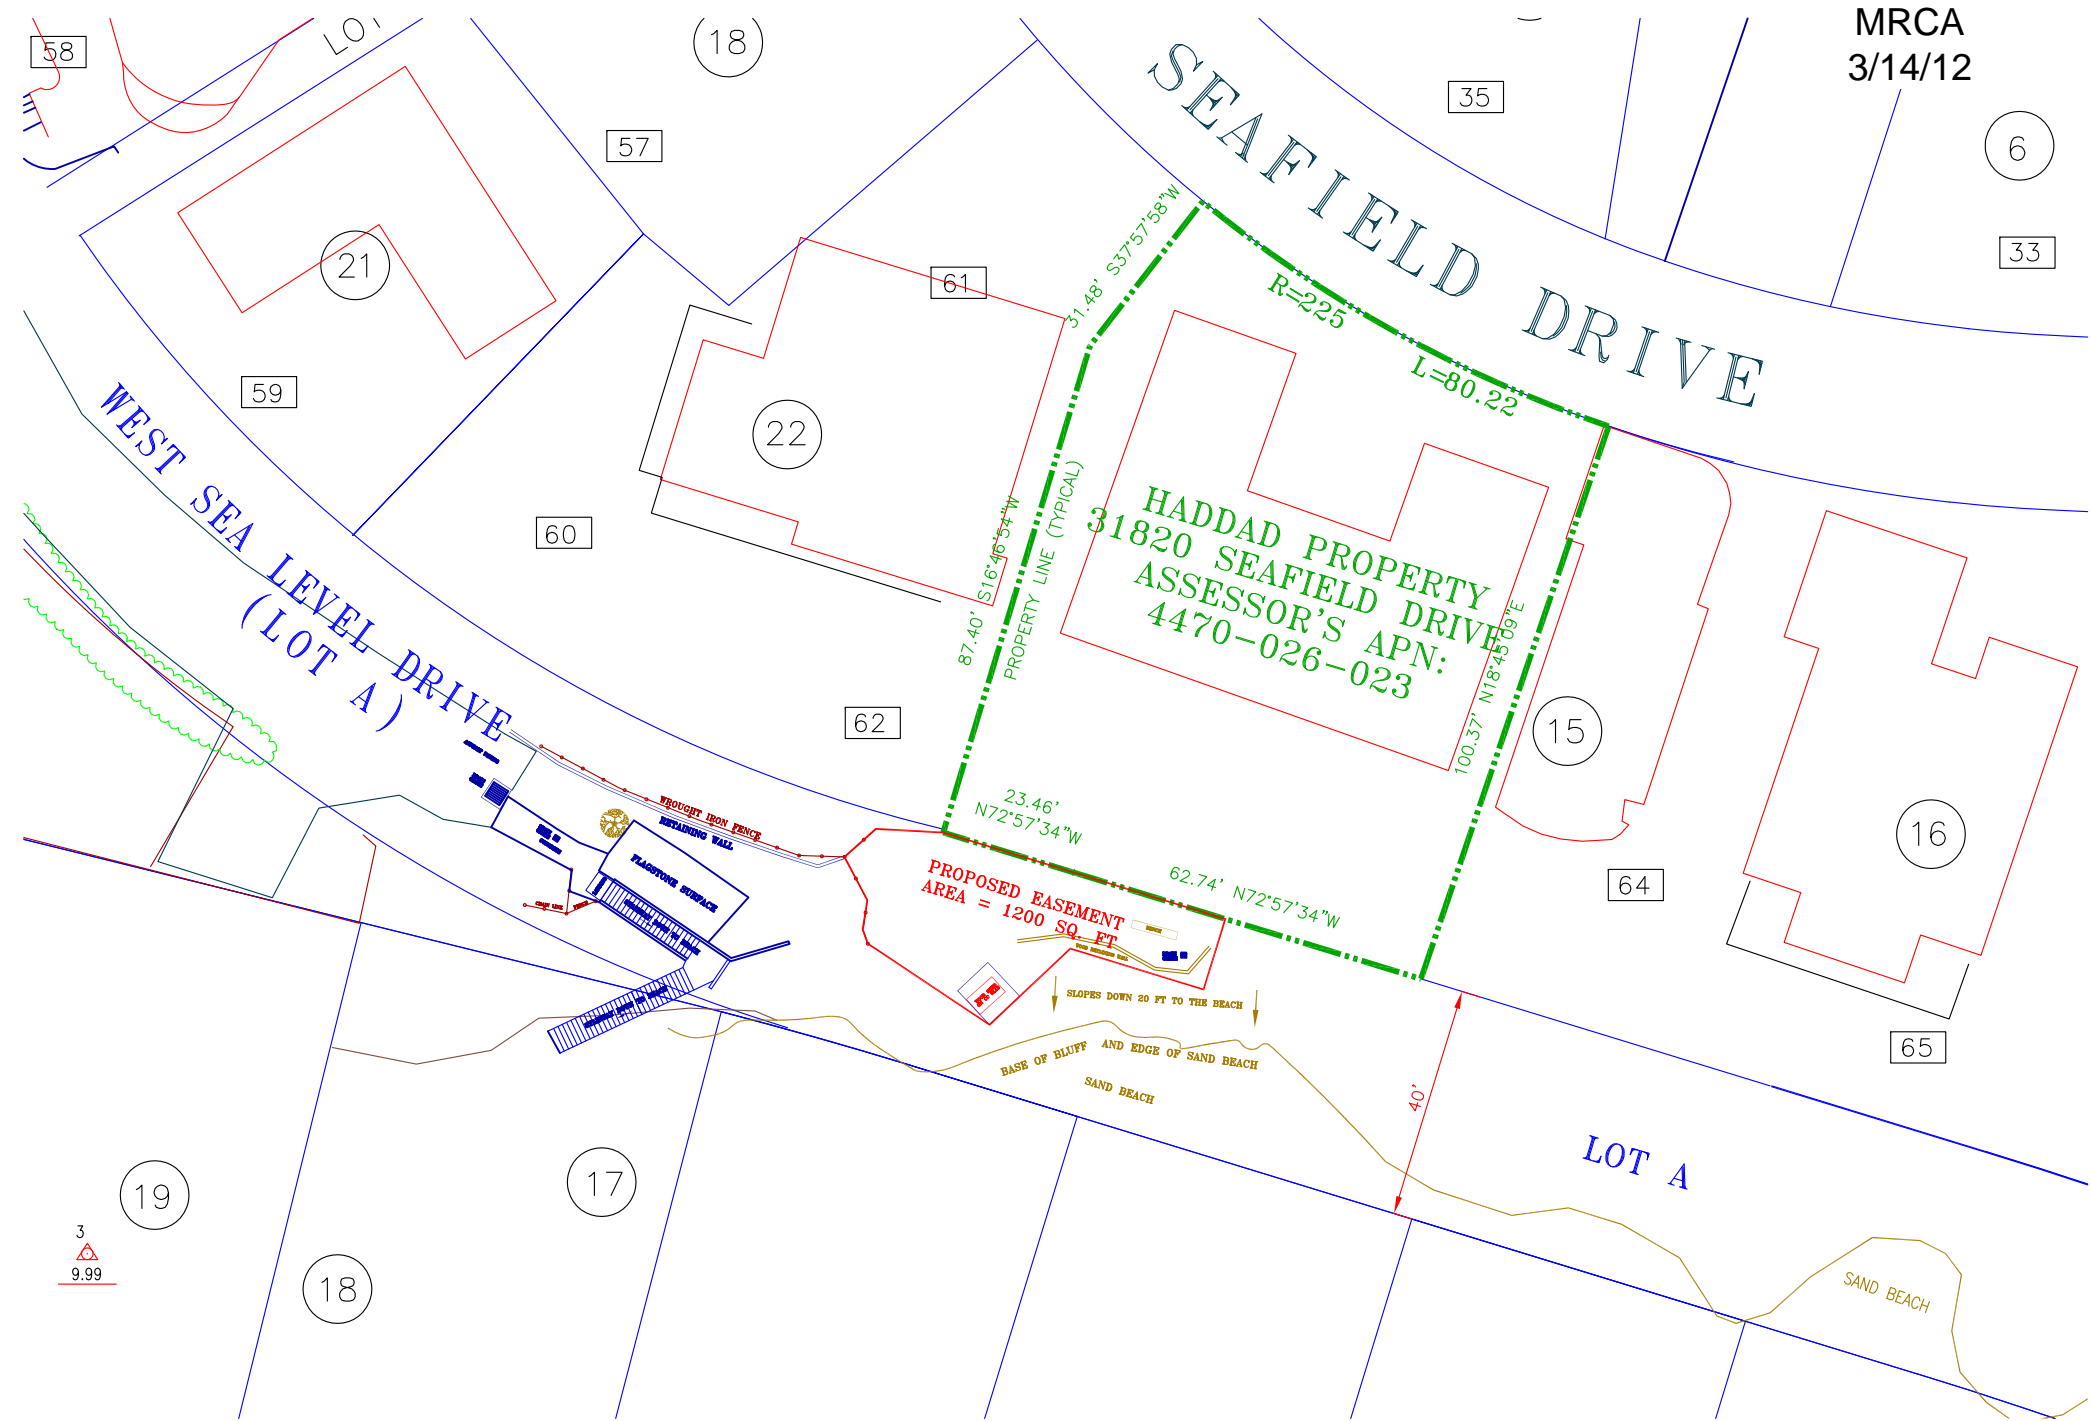 MRCA
3/14/12
58
LOT
18
35
57
6
SEAFIELD DRIVE
33
21
61
31.48' S37°57'58"W
R=225
L=80.22
59
22
WEST SEA LEVEL DRIVE
(LOT A)
60
87.40' S16°46'54"W
PROPERTY LINE (TYPICAL)
HADDAD PROPERTY
31820 SEAFIELD DRIVE
ASSESSOR'S APN:
4470-026-023
100.37' N18°45'09"E
62
15
16
64
65
23.46'
N72°57'34"W
62.74' N72°57'34"W
WROUGHT IRON FENCE
RETAINING WALL
FLAGSTONE SURFACE
CHAIN LINK FENCE
PROPOSED EASEMENT
AREA = 1200 SQ. FT
BENCH
SLOPES DOWN 20 FT TO THE BEACH
BASE OF BLUFF AND EDGE OF SAND BEACH
SAND BEACH
40'
LOT A
SAND BEACH
19
17
18
3
9.99